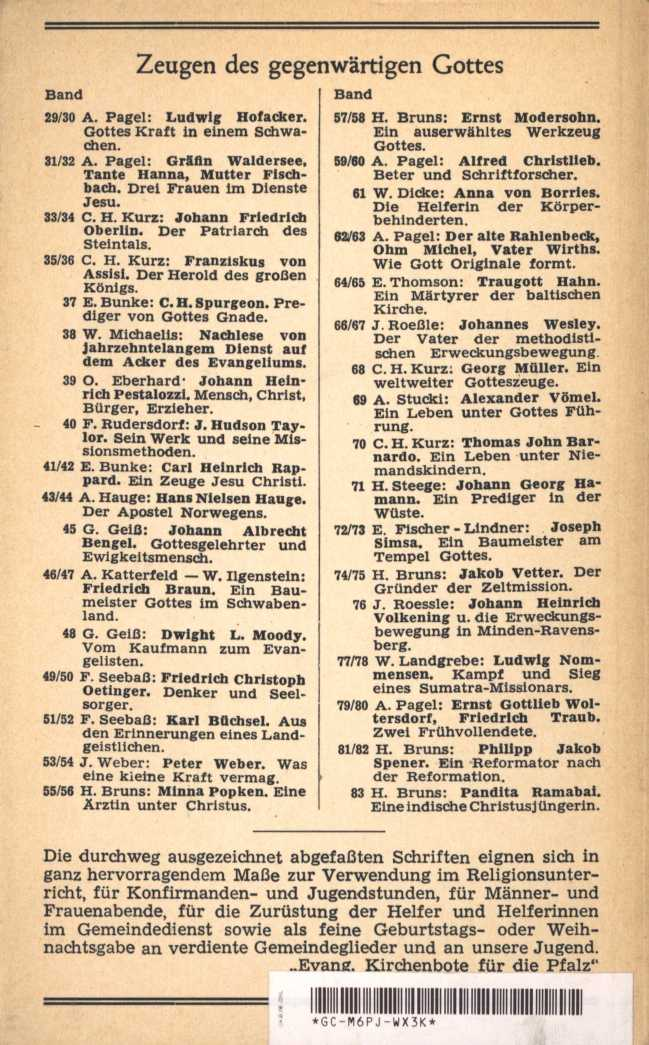 Zeugen des gegenwärtigen Gottes
Band
29/30 A. Pagel: Ludwig Hofacker.
Gottes Kraft in einem Schwa-
chen.
31/32 A. Pagel: Gräfin Waldersee,
Tante Hanna, Mutter Fisch-
bach. Drei Frauen im Dienste
Jesu.
33/34 C. H. Kurz: Johann Friedrich
Oberlin. Der Patriarch des
Steintals.
35/36 C. H. Kurz: Franziskus von
Assisi. Der Herold des großen
Königs.
37 E. Bunke: C. H. Spurgeon. Pre-
diger von Gottes Gnade.
38 W. Michaelis: Nachlese von
jahrzehntelangem Dienst auf
dem Acker des Evangeliums.
39 O. Eberhard· Johann Hein-
rich Pestalozzi. Mensch, Christ,
Bürger, Erzieher.
40 F. Rudersdorf: J. Hudson Tay-
lor. Sein Werk und seine Mis-
sionsmethoden.
41/42 E. Bunke: Carl Heinrich Rap-
pard. Ein Zeuge Jesu Christi.
43/44 A. Hauge: Hans Nielsen Hauge.
Der Apostel Norwegens.
45 G. Geiß: Johann Albrecht
Bengel. Gottesgelehrter und
Ewigkeitsmensch.
46/47 A. Katterfeld — W. Ilgenstein:
Friedrich Braun. Ein Bau-
meister Gottes im Schwaben-
land.
48 G. Geiß: Dwight L. Moody.
Vom Kaufmann zum Evan-
gelisten.
49/50 F. Seebaß: Friedrich Christoph
Oetinger. Denker und Seel-
sorger.
51/52 F. Seebaß: Karl Büchsel. Aus
den Erinnerungen eines Land-
geistlichen.
53/54 J. Weber: Peter Weber. Was
eine kleine Kraft vermag.
55/56 H. Bruns: Minna Popken. Eine
Ärztin unter Christus.
Band
57/58 H. Bruns: Ernst Modersohn.
Ein auserwähltes Werkzeug
Gottes.
59/60 A. Pagel: Alfred Christlieb.
Beter und Schriftforscher.
61 W. Dicke: Anna von Borries.
Die Helferin der Körper-
behinderten.
62/63 A. Pagel: Der alte Rahlenbeck,
Ohm Michel, Vater Wirths.
Wie Gott Originale formt.
64/65 E. Thomson: Traugott Hahn.
Ein Märtyrer der baltischen
Kirche.
66/67 J. Roeßle: Johannes Wesley.
Der Vater der methodisti-
schen Erweckungsbewegung.
68 C. H. Kurz: Georg Müller. Ein
weltweiter Gotteszeuge.
69 A. Stucki: Alexander Vömel.
Ein Leben unter Gottes Füh-
rung.
70 C. H. Kurz: Thomas John Bar-
nardo. Ein Leben unter Nie-
mandskindern.
71 H. Steege: Johann Georg Ha-
mann. Ein Prediger in der
Wüste.
72/73 E. Fischer - Lindner: Joseph
Simsa. Ein Baumeister am
Tempel Gottes.
74/75 H. Bruns: Jakob Vetter. Der
Gründer der Zeltmission.
76 J. Roessle: Johann Heinrich
Volkening u. die Erweckungs-
bewegung in Minden-Ravens-
berg.
77/78 W. Landgrebe: Ludwig Nom-
mensen. Kampf und Sieg
eines Sumatra-Missionars.
79/80 A. Pagel: Ernst Gottlieb Wol-
tersdorf, Friedrich Traub.
Zwei Frühvollendete.
81/82 H. Bruns: Philipp Jakob
Spener. Ein Reformator nach
der Reformation.
83 H. Bruns: Pandita Ramabai.
Eine indische Christusjüngerin.
Die durchweg ausgezeichnet abgefaßten Schriften eignen sich in
ganz hervorragendem Maße zur Verwendung im Religionsunter-
richt, für Konfirmanden- und Jugendstunden, für Männer- und
Frauenabende, für die Zurüstung der Helfer und Helferinnen
im Gemeindedienst sowie als feine Geburtstags- oder Weih-
nachtsgabe an verdiente Gemeindeglieder und an unsere Jugend.
„Evang. Kirchenbote für die Pfalz“
*GC-M6PJ-WX3K*